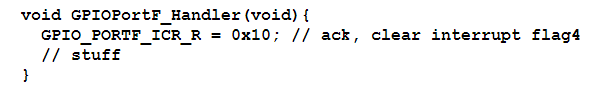 void GPIOPortF_Handler(void){
  GPIO_PORTF_ICR_R = 0x10; // ack, clear interrupt flag4
  // stuff
}